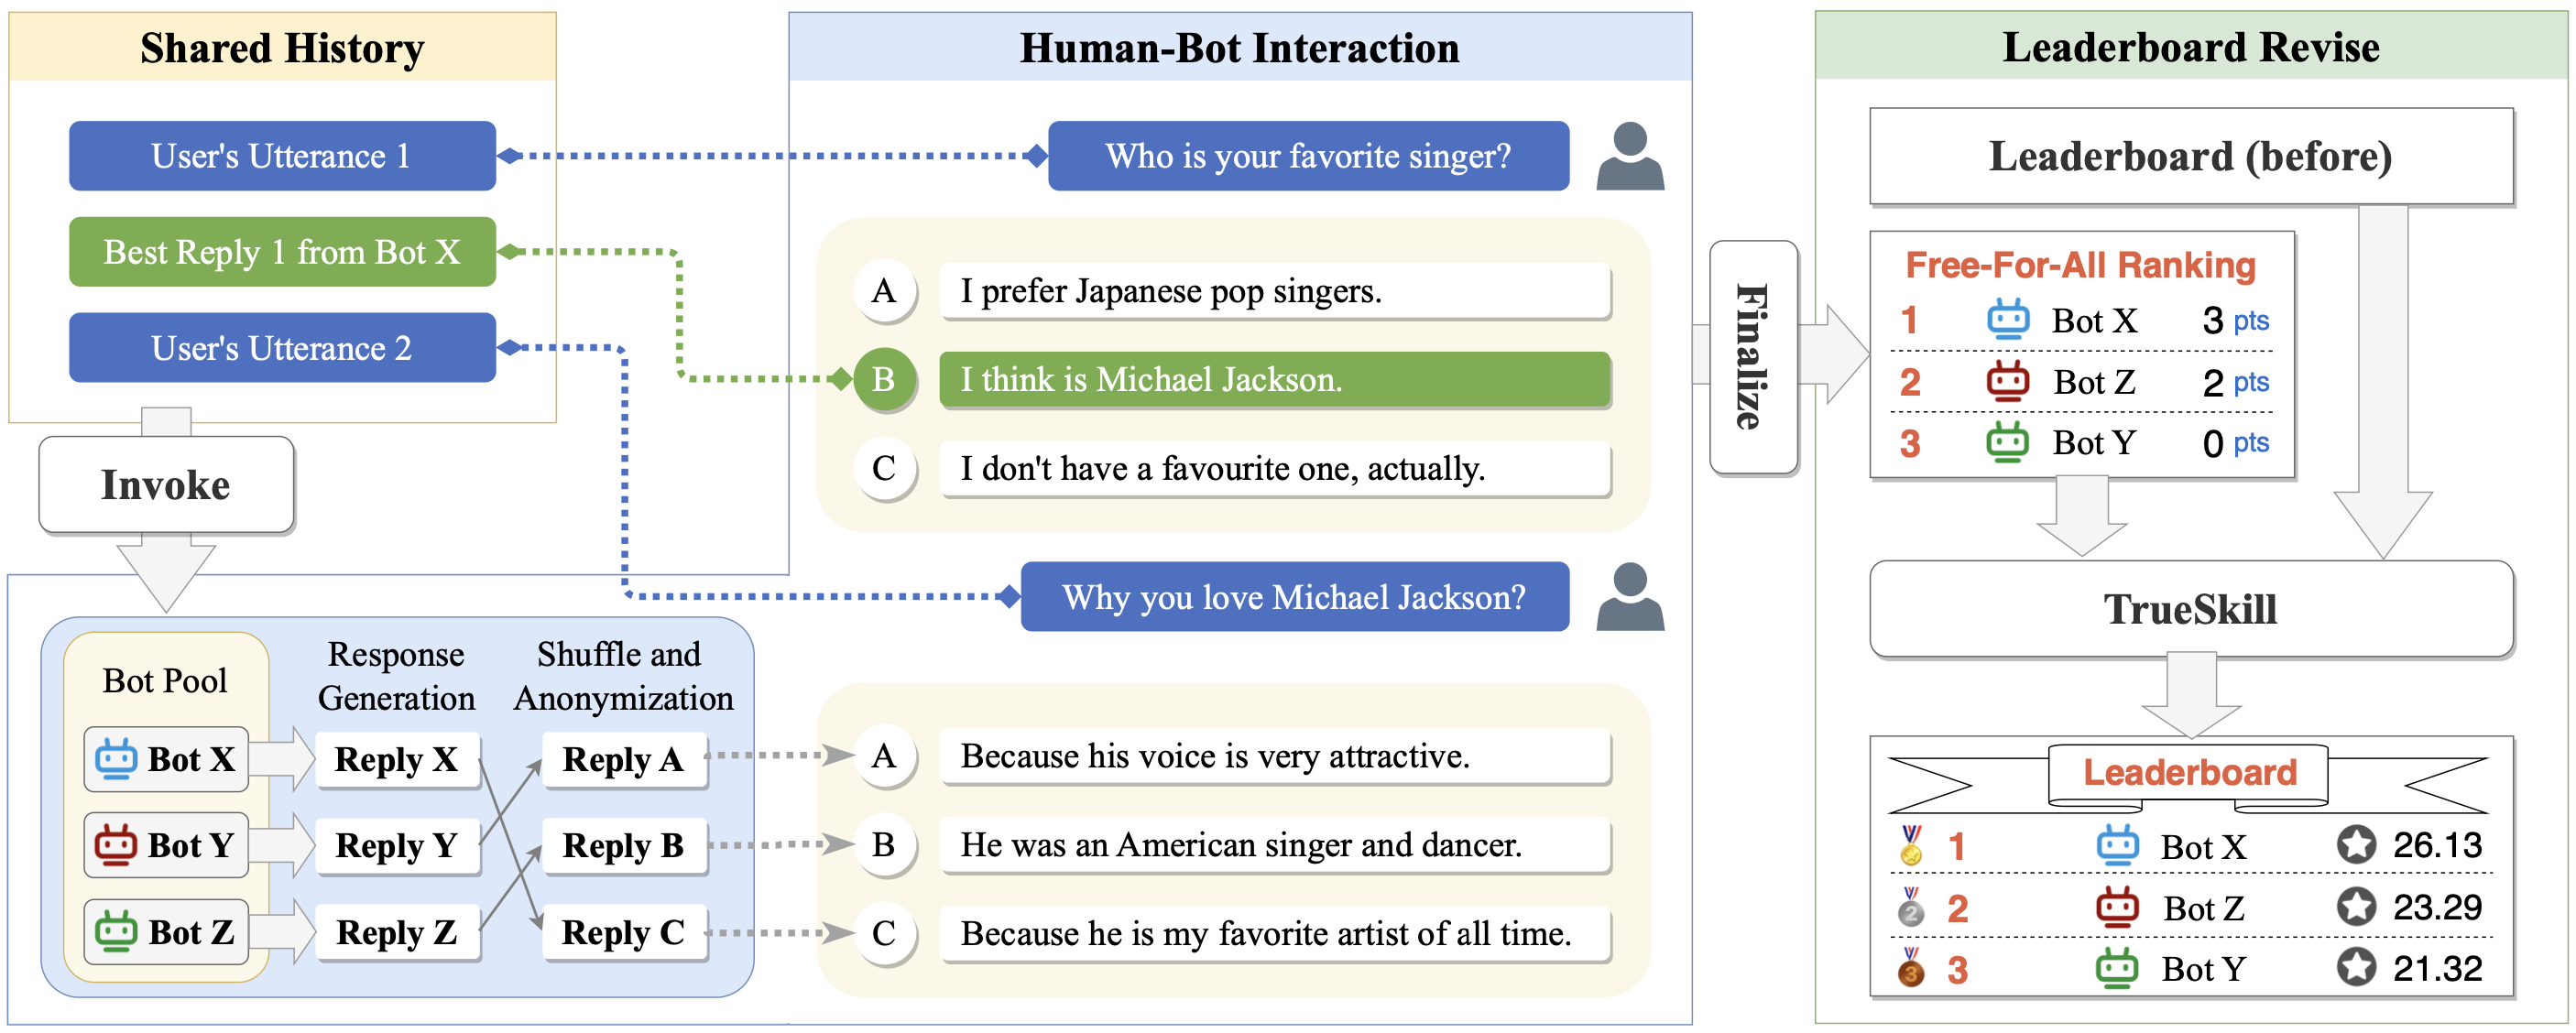 Shared History
User's Utterance 1
Best Reply 1 from Bot X
User's Utterance 2
Invoke
Bot Pool
Response
Generation
Shuffle and
Anonymization
Bot X
Reply X
Reply A
Bot Y
Reply Y
Reply B
Bot Z
Reply Z
Reply C
Human-Bot Interaction
Who is your favorite singer?
A I prefer Japanese pop singers.
B I think is Michael Jackson.
C I don't have a favourite one, actually.
Why you love Michael Jackson?
A Because his voice is very attractive.
B He was an American singer and dancer.
C Because he is my favorite artist of all time.
Finalize
Leaderboard Revise
Leaderboard (before)
Free-For-All Ranking
1 Bot X 3 pts
2 Bot Z 2 pts
3 Bot Y 0 pts
TrueSkill
Leaderboard
1 Bot X 26.13
2 2 Bot Z 23.29
3 3 Bot Y 21.32